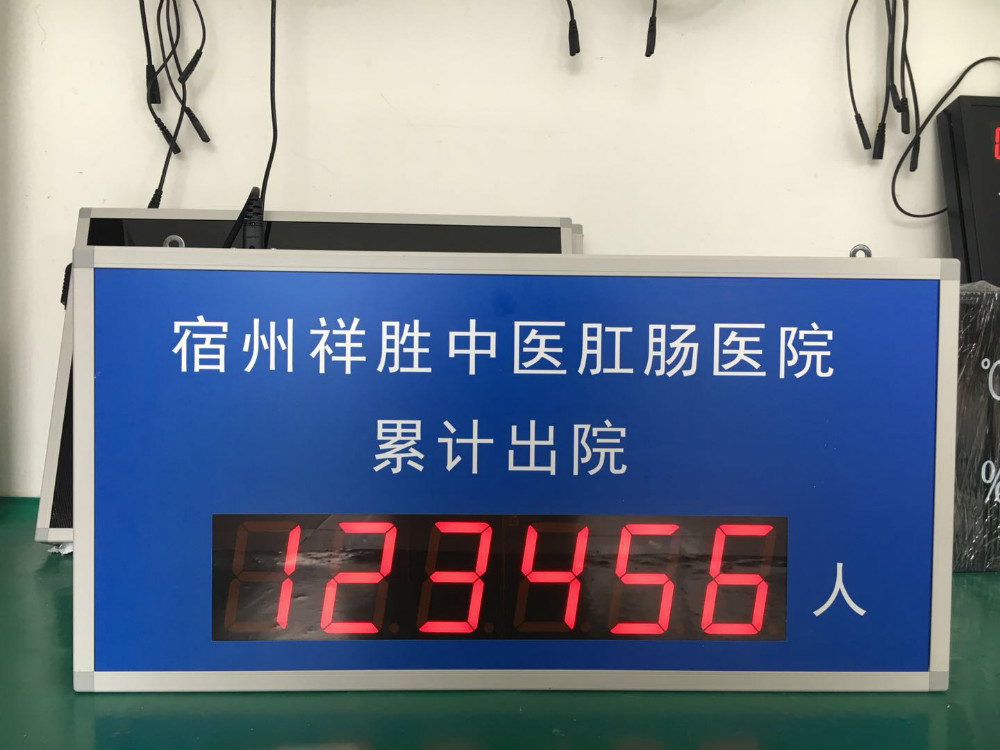 宿州祥胜中医肛肠医院
累计出院
123456 人
℃
%